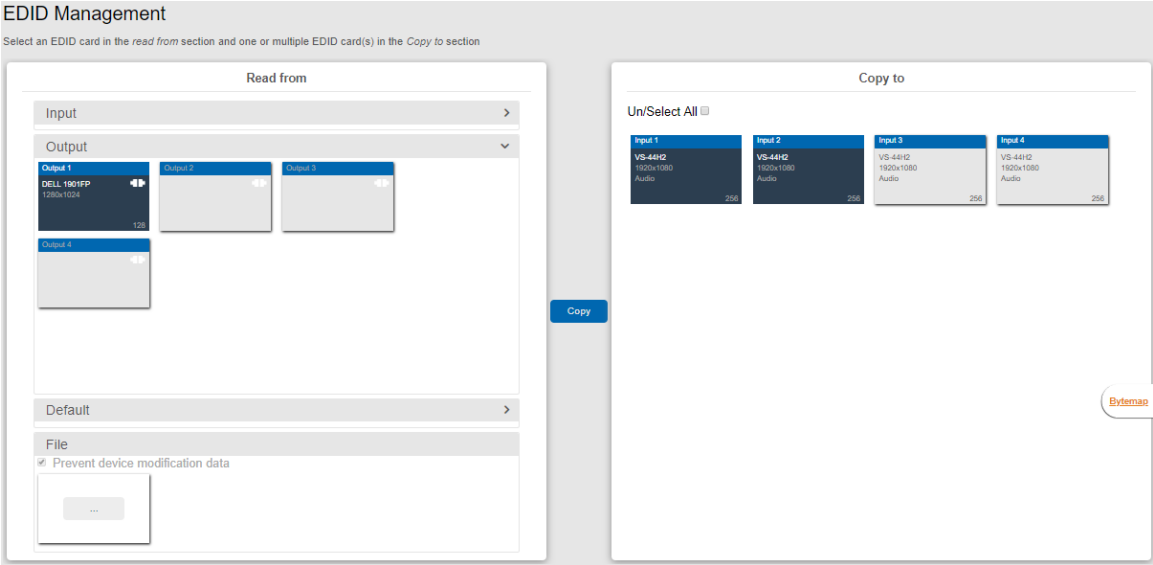 EDID Management
Select an EDID card in the read from section and one or multiple EDID card(s) in the Copy to section
Read from
Input
Output
Output 1
DELL 1901FP
1280x1024
128
Output 2
Output 3
Output 4
Default
File
Prevent device modification data
...
Copy
Copy to
Un/Select All
Input 1
VS-44H2
1920x1080
Audio
256
Input 2
VS-44H2
1920x1080
Audio
256
Input 3
VS-44H2
1920x1080
Audio
256
Input 4
VS-44H2
1920x1080
Audio
256
Bytemap